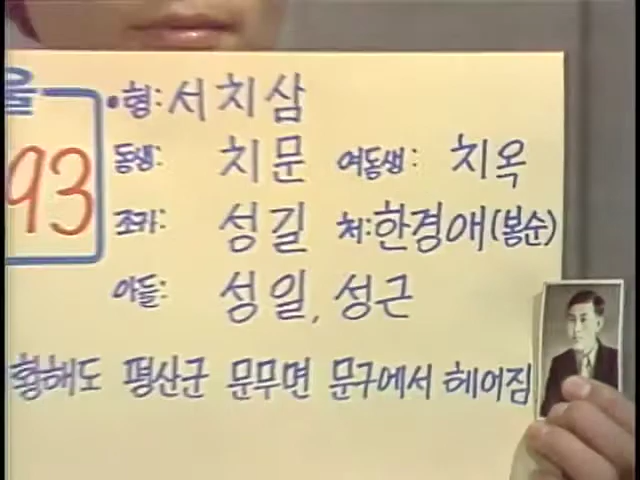 울
93
•형: 서치삼
동생: 치문 여동생: 치옥
조카: 성길 처: 한경애(봉순)
아들: 성일, 성근
황해도 평산군 문무면 문구에서 헤어짐